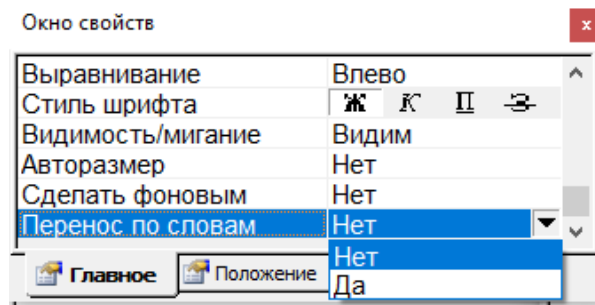 Окно свойств x
Выравнивание Влево
Стиль шрифта Ж К П З
Видимость/мигание Видим
Авторазмер Нет
Сделать фоновым Нет
Перенос по словам Нет
Нет
Главное Положение Да